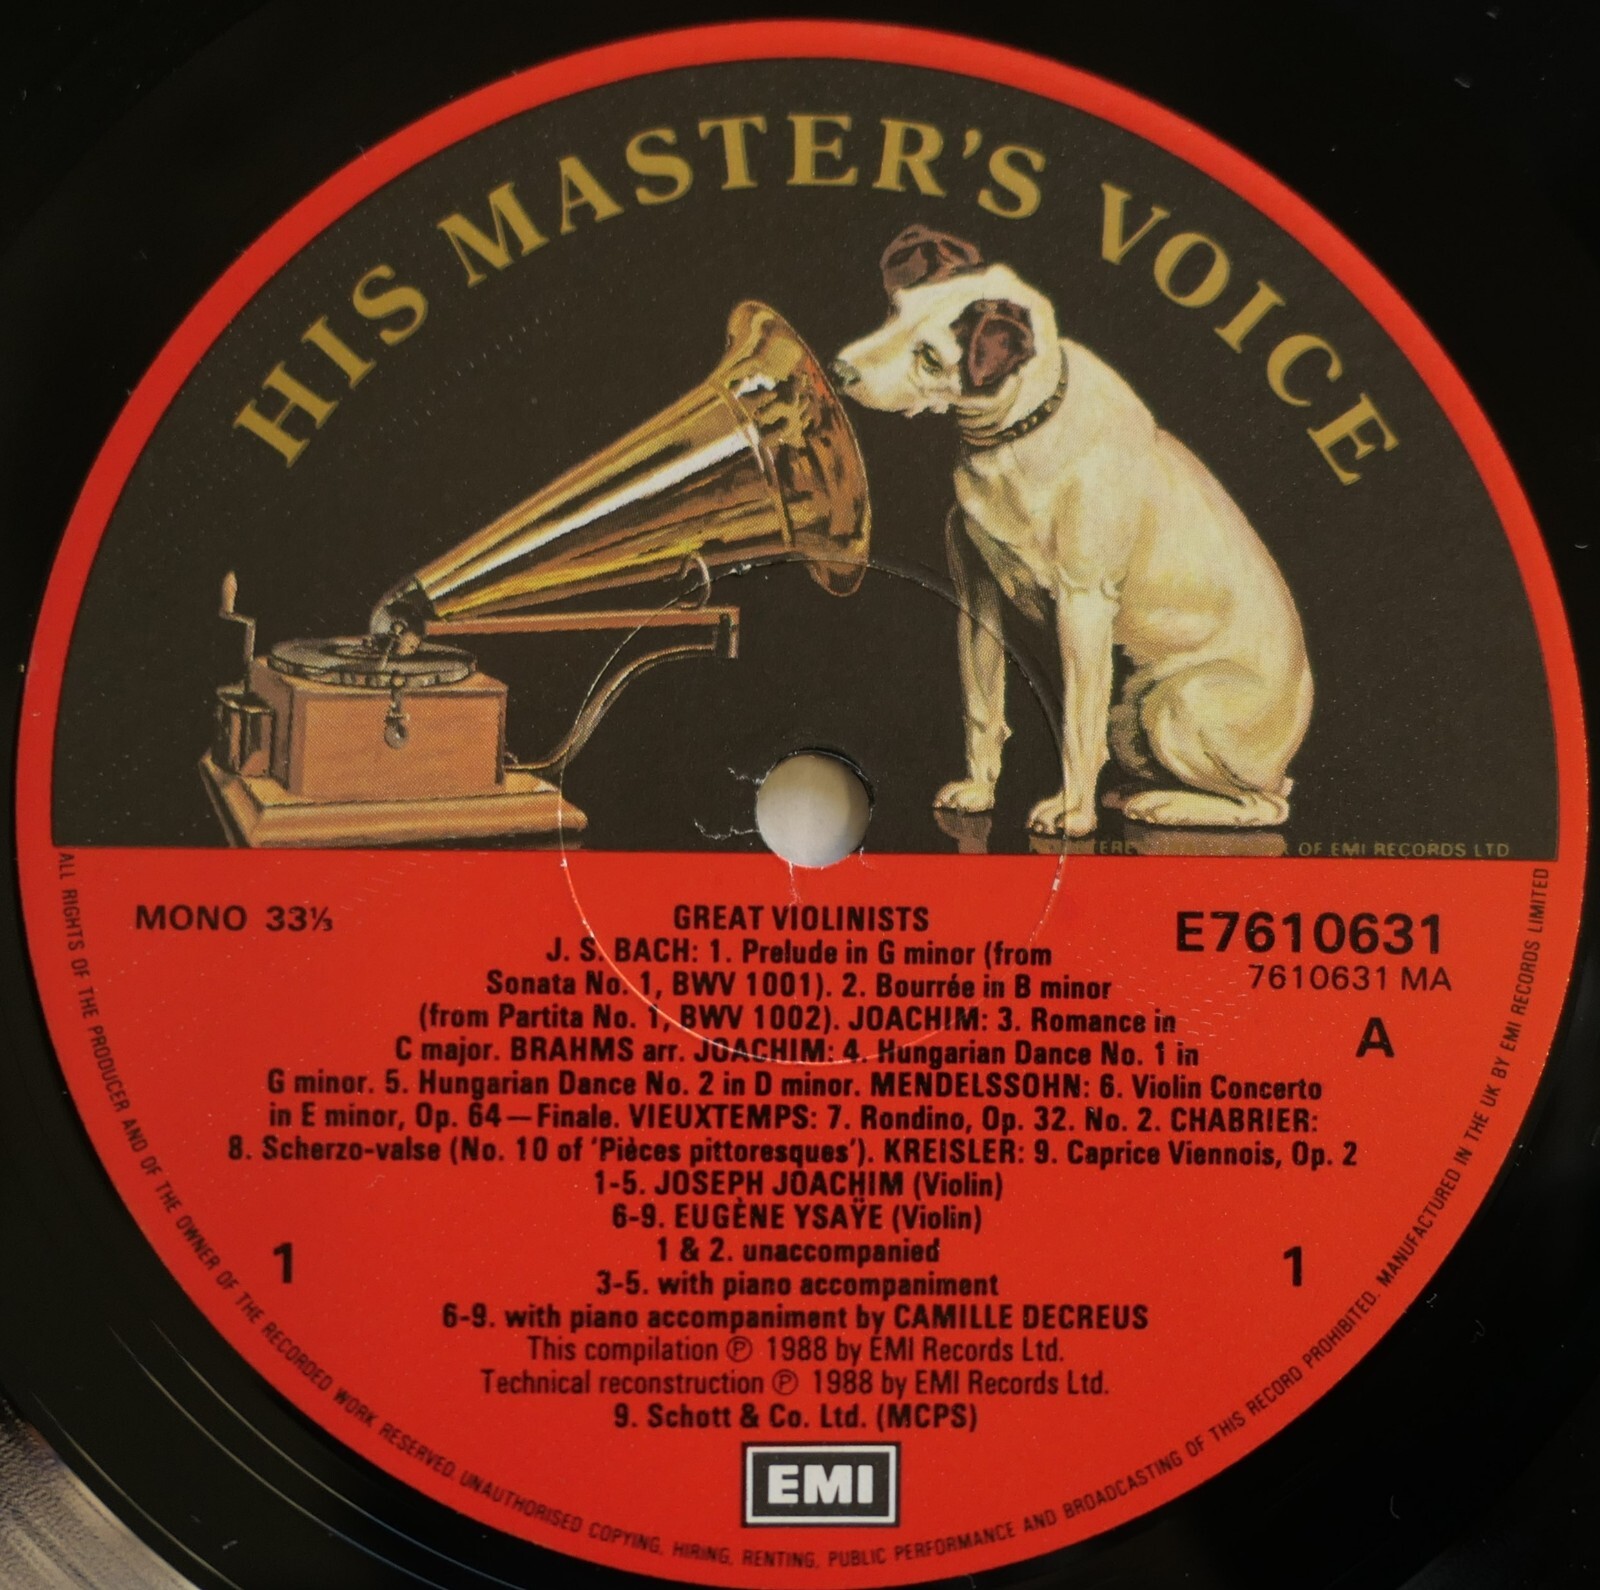 HIS MASTER'S VOICE
OF EMI RECORDS LTD
MONO 33⅓
GREAT VIOLINISTS
E7610631
7610631 MA
A
J. S. BACH: 1. Prelude in G minor (from
Sonata No. 1, BWV 1001). 2. Bourrée in B minor
(from Partita No. 1, BWV 1002). JOACHIM: 3. Romance in
C major. BRAHMS arr. JOACHIM: 4. Hungarian Dance No. 1 in
G minor. 5. Hungarian Dance No. 2 in D minor. MENDELSSOHN: 6. Violin Concerto
in E minor, Op. 64 — Finale. VIEUXTEMPS: 7. Rondino, Op. 32. No. 2. CHABRIER:
8. Scherzo-valse (No. 10 of 'Pièces pittoresques'). KREISLER: 9. Caprice Viennois, Op. 2
1-5. JOSEPH JOACHIM (Violin)
6-9. EUGÈNE YSAŸE (Violin)
1 & 2. unaccompanied
1
1
3-5. with piano accompaniment
6-9. with piano accompaniment by CAMILLE DECREUS
This compilation ℗ 1988 by EMI Records Ltd.
Technical reconstruction ℗ 1988 by EMI Records Ltd.
9. Schott & Co. Ltd. (MCPS)
EMI
ALL RIGHTS OF THE PRODUCER AND OF THE OWNER OF THE RECORDED WORK RESERVED. UNAUTHORISED COPYING, HIRING, RENTING, PUBLIC PERFORMANCE AND BROADCASTING OF THIS RECORD PROHIBITED. MANUFACTURED IN THE UK BY EMI RECORDS LIMITED